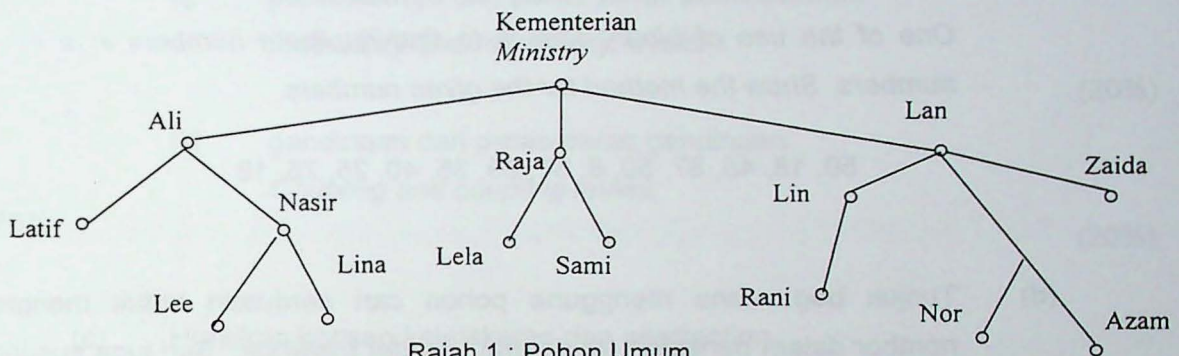 Kementerian
Ministry
Ali
Lan
Raja
Zaida
Lin
Nasir
Latif
Lina
Lela
Sami
Lee
Rani
Nor
Azam
Rajah 1 : Pohon Umum